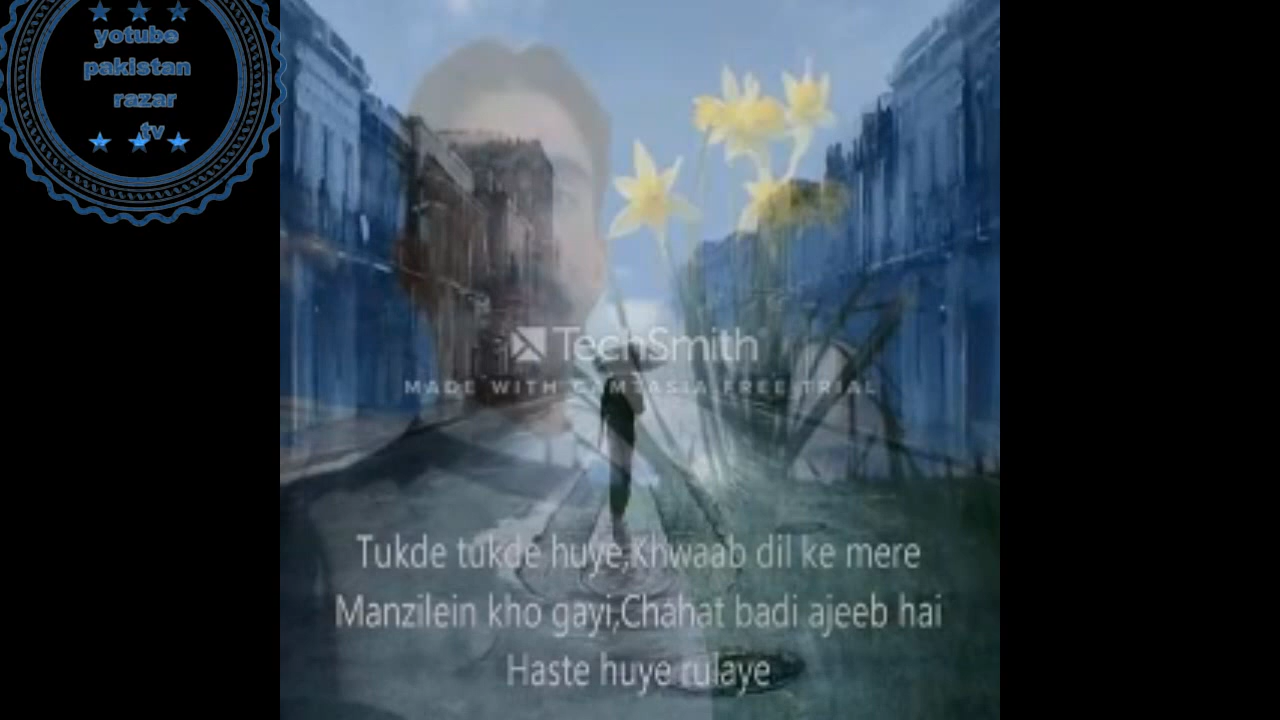 yotube
pakistan
razar
tv
TechSmith
MADE WITH CAMTASIA FREE TRIAL
Tukde tukde huye,Khwaab dil ke mere
Manzilein kho gayi,Chahat badi ajeeb hai
Haste huye rulaye